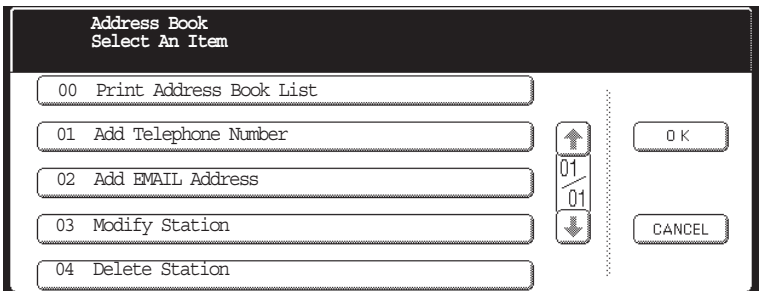 Address Book
Select An Item
00 Print Address Book List
01 Add Telephone Number
OK
01
02 Add EMAIL Address
01
03 Modify Station
CANCEL
04 Delete Station